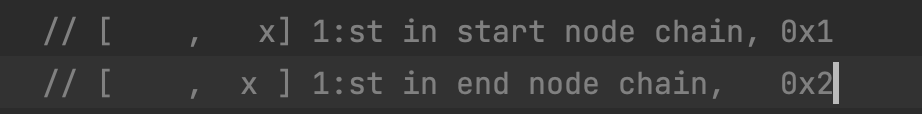 // [    ,   x] 1:st in start node chain, 0x1
// [    ,  x ] 1:st in end node chain,   0x2